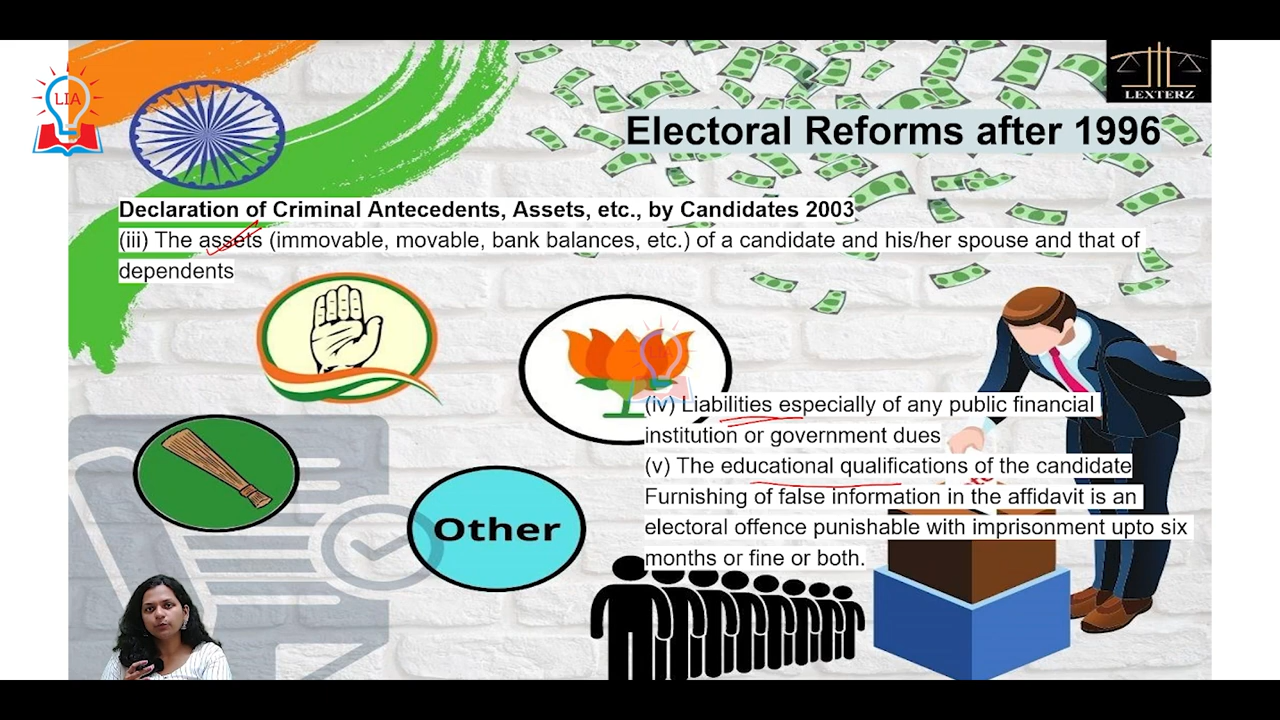 LIA
LEXTERZ
Electoral Reforms after 1996
Declaration of Criminal Antecedents, Assets, etc., by Candidates 2003
(iii) The assets (immovable, movable, bank balances, etc.) of a candidate and his/her spouse and that of
dependents
LIA
(iv) Liabilities especially of any public financial
institution or government dues
(v) The educational qualifications of the candidate
Furnishing of false information in the affidavit is an
electoral offence punishable with imprisonment upto six
months or fine or both.
Other